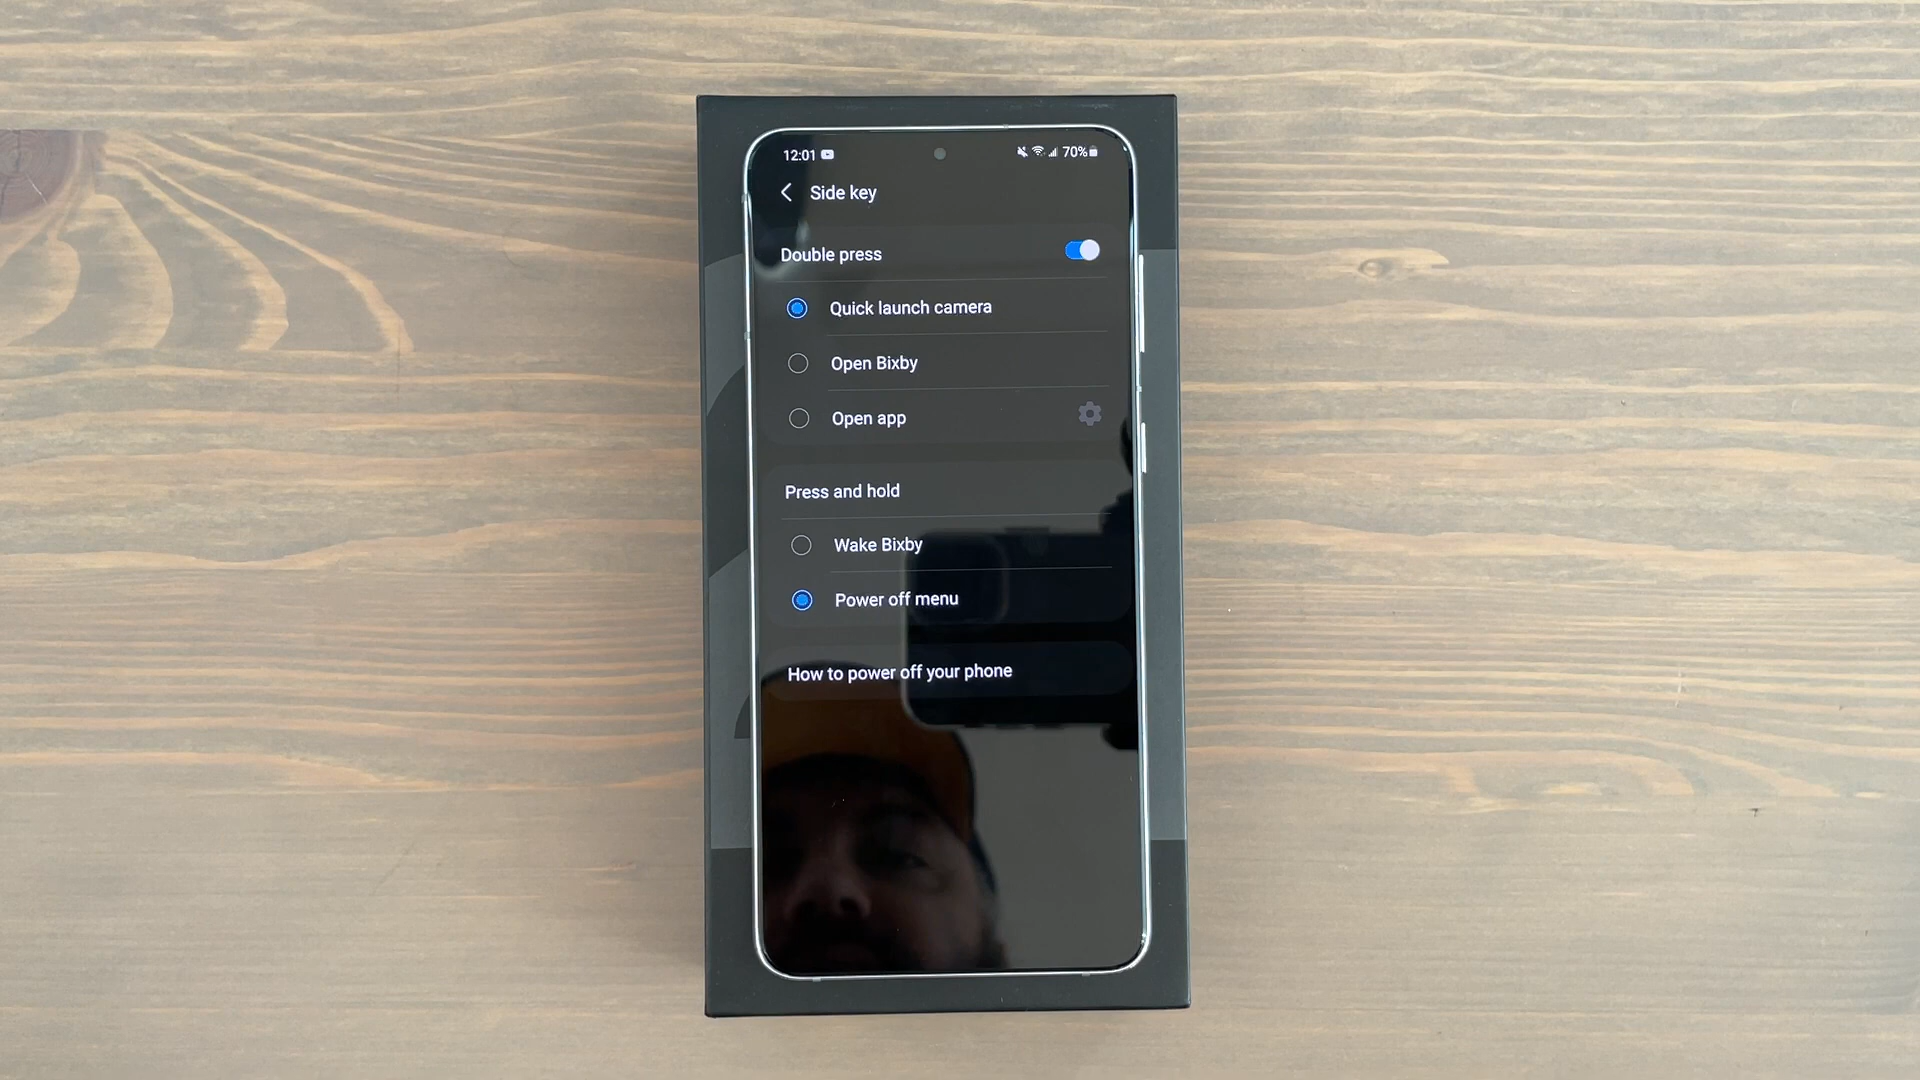 12:01 70%
Side key
Double press
Quick launch camera
Open Bixby
Open app
Press and hold
Wake Bixby
Power off menu
How to power off your phone